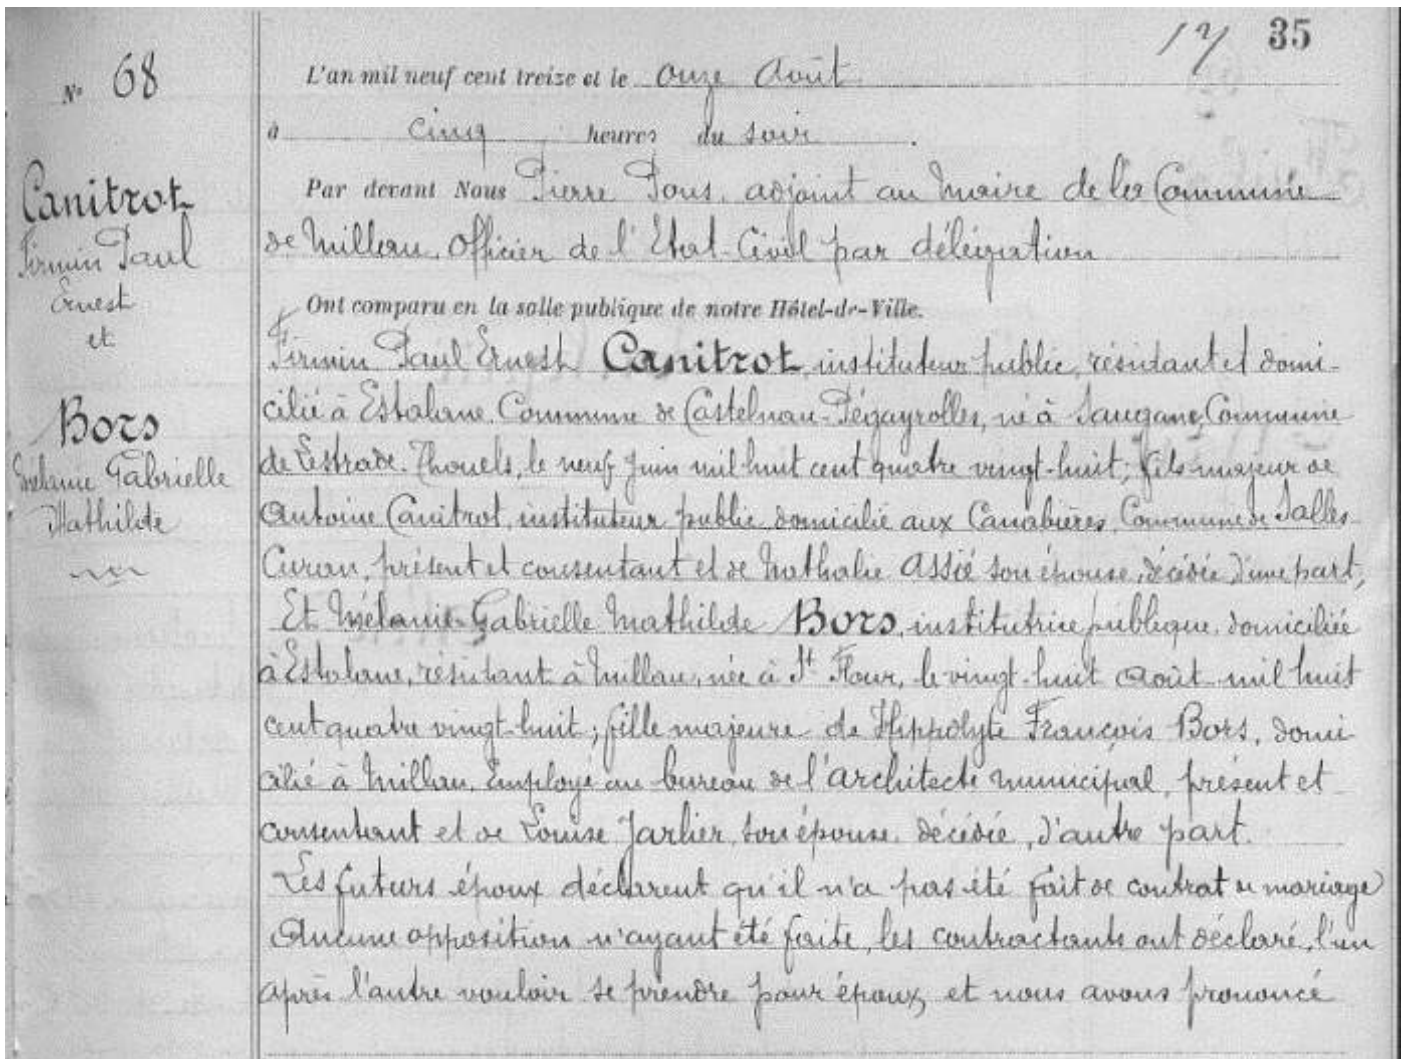 12/ 35
N° 68
L'an mil neuf cent treize et le onze Août
à cinq heures du soir.
Par devant Nous Pierre Pons, adjoint au Maire de la Commune
de Millau, Officier de l'Etat-Civil par délégation
Ont comparu en la salle publique de notre Hôtel-de-Ville.
Canitrot
Firmin Paul
Ernest
et
Bors
Mélanie Gabrielle
Mathilde
Firmin Paul Ernest Canitrot, instituteur public, résidant et domi-
cilié à Estalane, Commune de Castelnau-Pégayrolles, né à Saugane, Commune
de Lestrade-Thouels, le neuf Juin mil huit cent quatre vingt-huit; fils majeur de
Antoine Canitrot, instituteur public domicilié aux Canabières, Commune de Salles-
Curan, présent et consentant et de Nathalie Assié son épouse, décédée, d'une part,
Et Mélanie Gabrielle Mathilde Bors, institutrice publique, domiciliée
à Estalane, résidant à Millau, née à St Flour, le vingt-huit Août mil huit
cent quatre vingt-huit; fille majeure de Hippolyte François Bors, domi
cilié à Millau, Employé au bureau de l'architecte municipal, présent et
consentant et de Louise Jarlier, son épouse, décédée, d'autre part.
Les futurs époux déclarent qu'il n'a pas été fait de contrat de mariage
Aucune opposition n'ayant été faite, les contractants ont déclaré, l'un
après l'autre vouloir se prendre pour époux, et nous avons prononcé